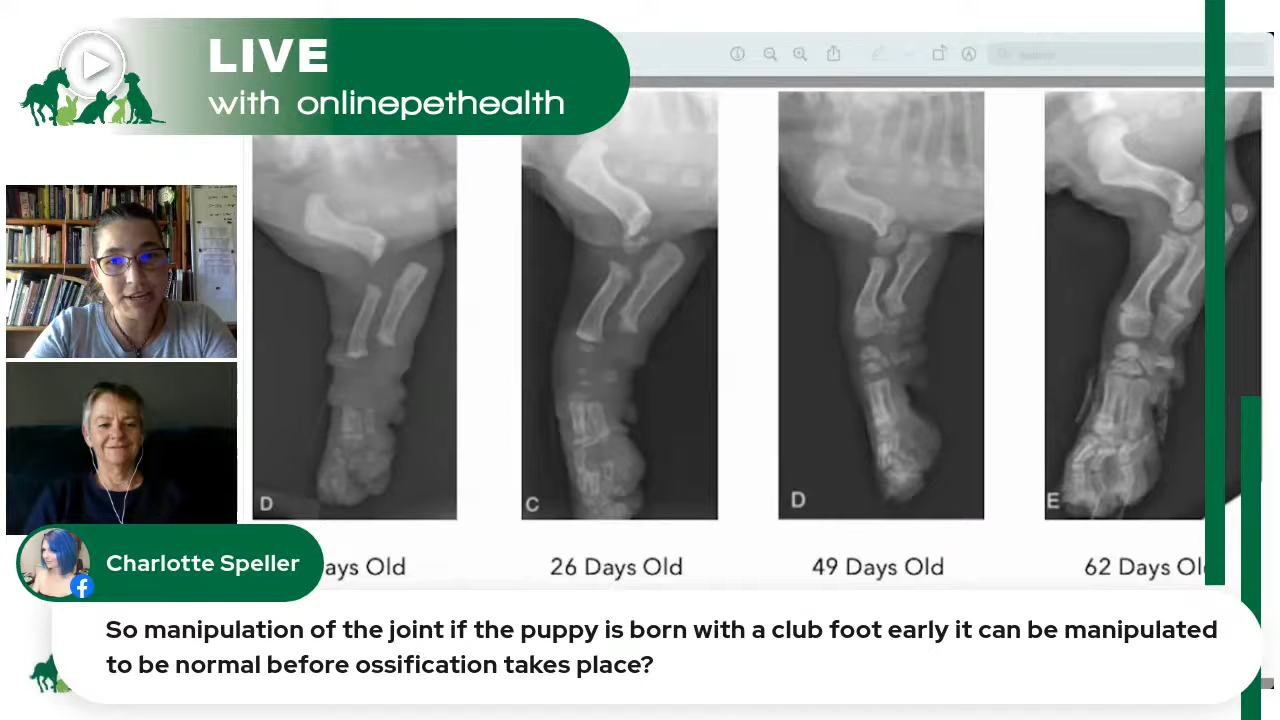 LIVE
with onlinepethealth
D
C
D
E
ays Old
26 Days Old
49 Days Old
62 Days Ol
Charlotte Speller
So manipulation of the joint if the puppy is born with a club foot early it can be manipulated
to be normal before ossification takes place?